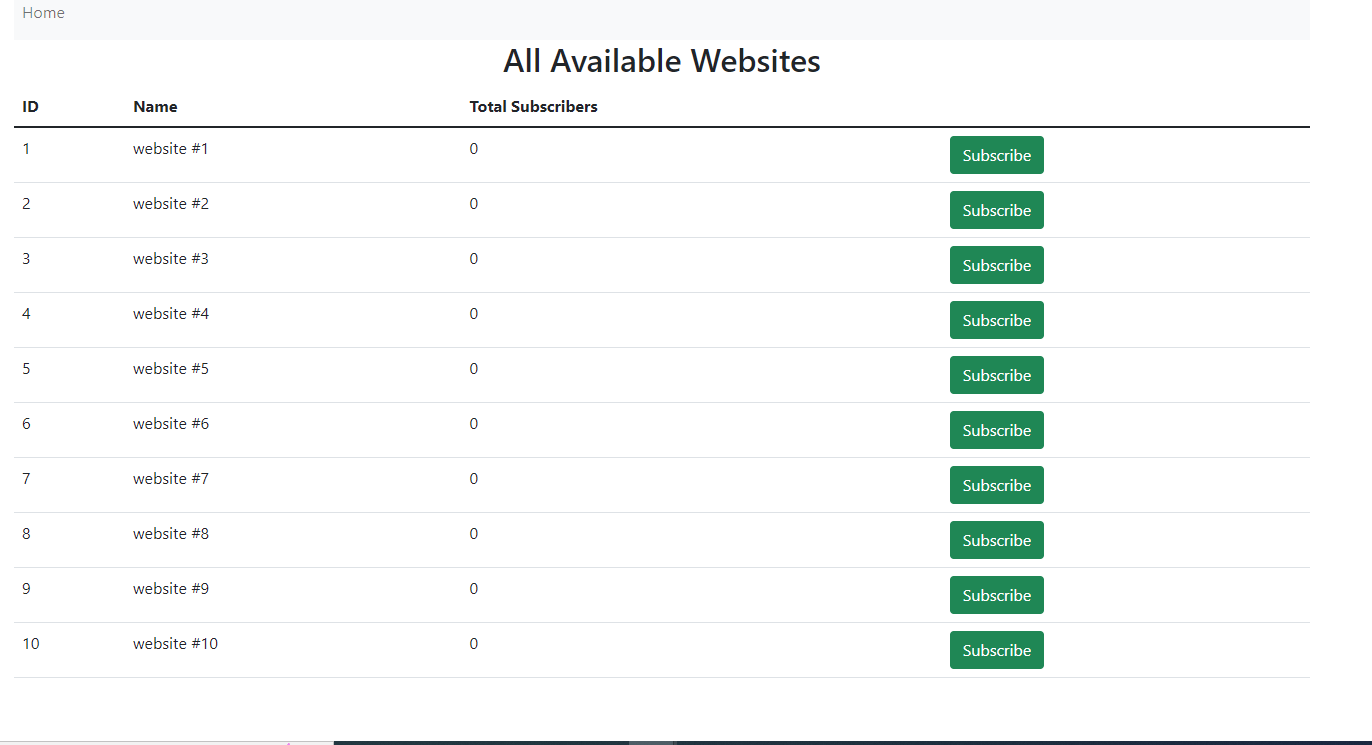 Home
All Available Websites
ID Name Total Subscribers
1 website #1 0 Subscribe
2 website #2 0 Subscribe
3 website #3 0 Subscribe
4 website #4 0 Subscribe
5 website #5 0 Subscribe
6 website #6 0 Subscribe
7 website #7 0 Subscribe
8 website #8 0 Subscribe
9 website #9 0 Subscribe
10 website #10 0 Subscribe